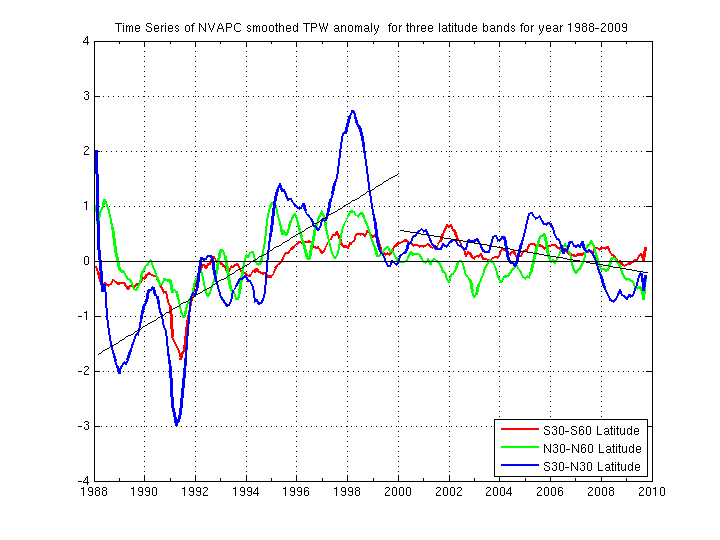 Time Series of NVAPC smoothed TPW anomaly  for three latitude bands for year 1988-2009
4
3
2
1
0
-1
-2
-3
-4
1988 1990 1992 1994 1996 1998 2000 2002 2004 2006 2008 2010
S30-S60 Latitude
N30-N60 Latitude
S30-N30 Latitude